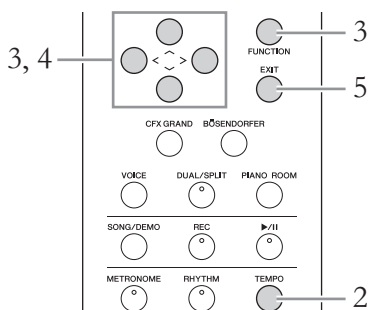 3
FUNCTION
3, 4
< >
EXIT
5
CFX GRAND BÖSENDORFER
VOICE DUAL/SPLIT PIANO ROOM
SONG/DEMO REC ►/II
METRONOME RHYTHM TEMPO
2